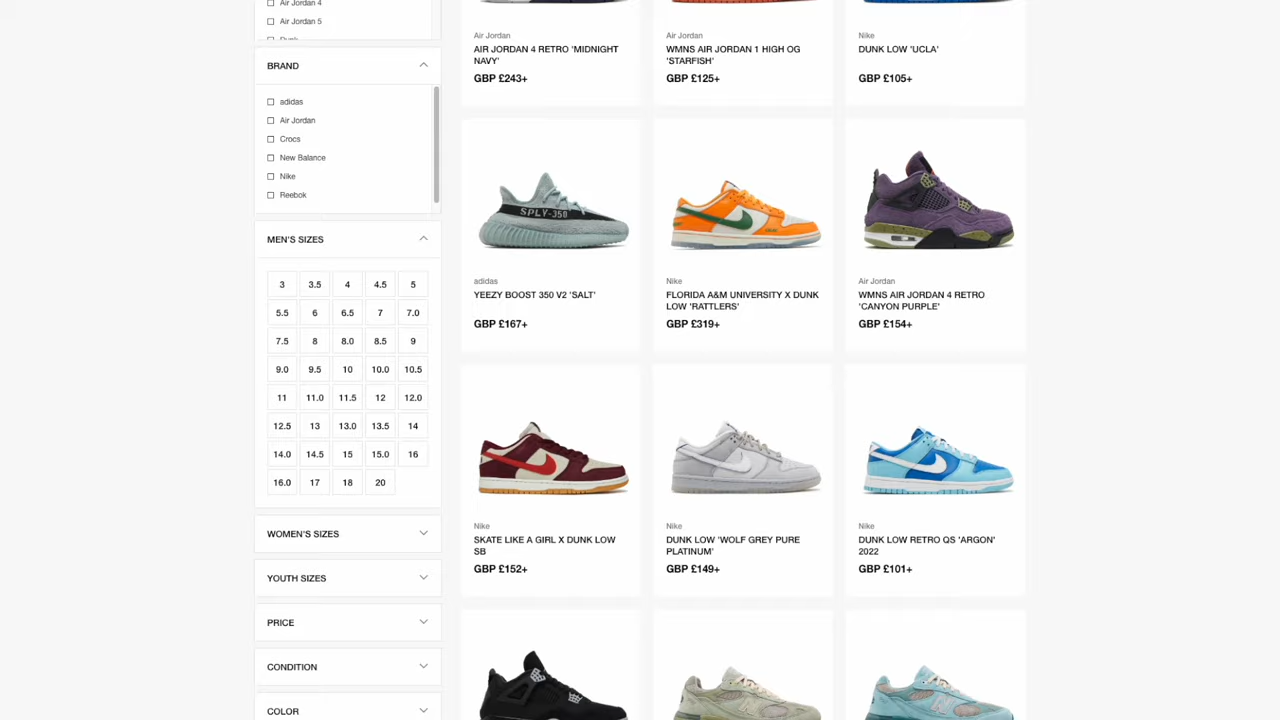 Air Jordan 4
Air Jordan 5
BRAND
adidas
Air Jordan
Crocs
New Balance
Nike
Reebok
MEN'S SIZES
3 3.5 4 4.5 5
5.5 6 6.5 7 7.0
7.5 8 8.0 8.5 9
9.0 9.5 10 10.0 10.5
11 11.0 11.5 12 12.0
12.5 13 13.0 13.5 14
14.0 14.5 15 15.0 16
16.0 17 18 20
WOMEN'S SIZES
YOUTH SIZES
PRICE
CONDITION
COLOR
Air Jordan
AIR JORDAN 4 RETRO 'MIDNIGHT
NAVY'
GBP £243+
Air Jordan
WMNS AIR JORDAN 1 HIGH OG
'STARFISH'
GBP £125+
Nike
DUNK LOW 'UCLA'
GBP £105+
SPLY-350
adidas
YEEZY BOOST 350 V2 'SALT'
GBP £167+
Nike
FLORIDA A&M UNIVERSITY X DUNK
LOW 'RATTLERS'
GBP £319+
Air Jordan
WMNS AIR JORDAN 4 RETRO
'CANYON PURPLE'
GBP £154+
Nike
SKATE LIKE A GIRL X DUNK LOW
SB
GBP £152+
Nike
DUNK LOW 'WOLF GREY PURE
PLATINUM'
GBP £149+
Nike
DUNK LOW RETRO QS 'ARGON'
2022
GBP £101+